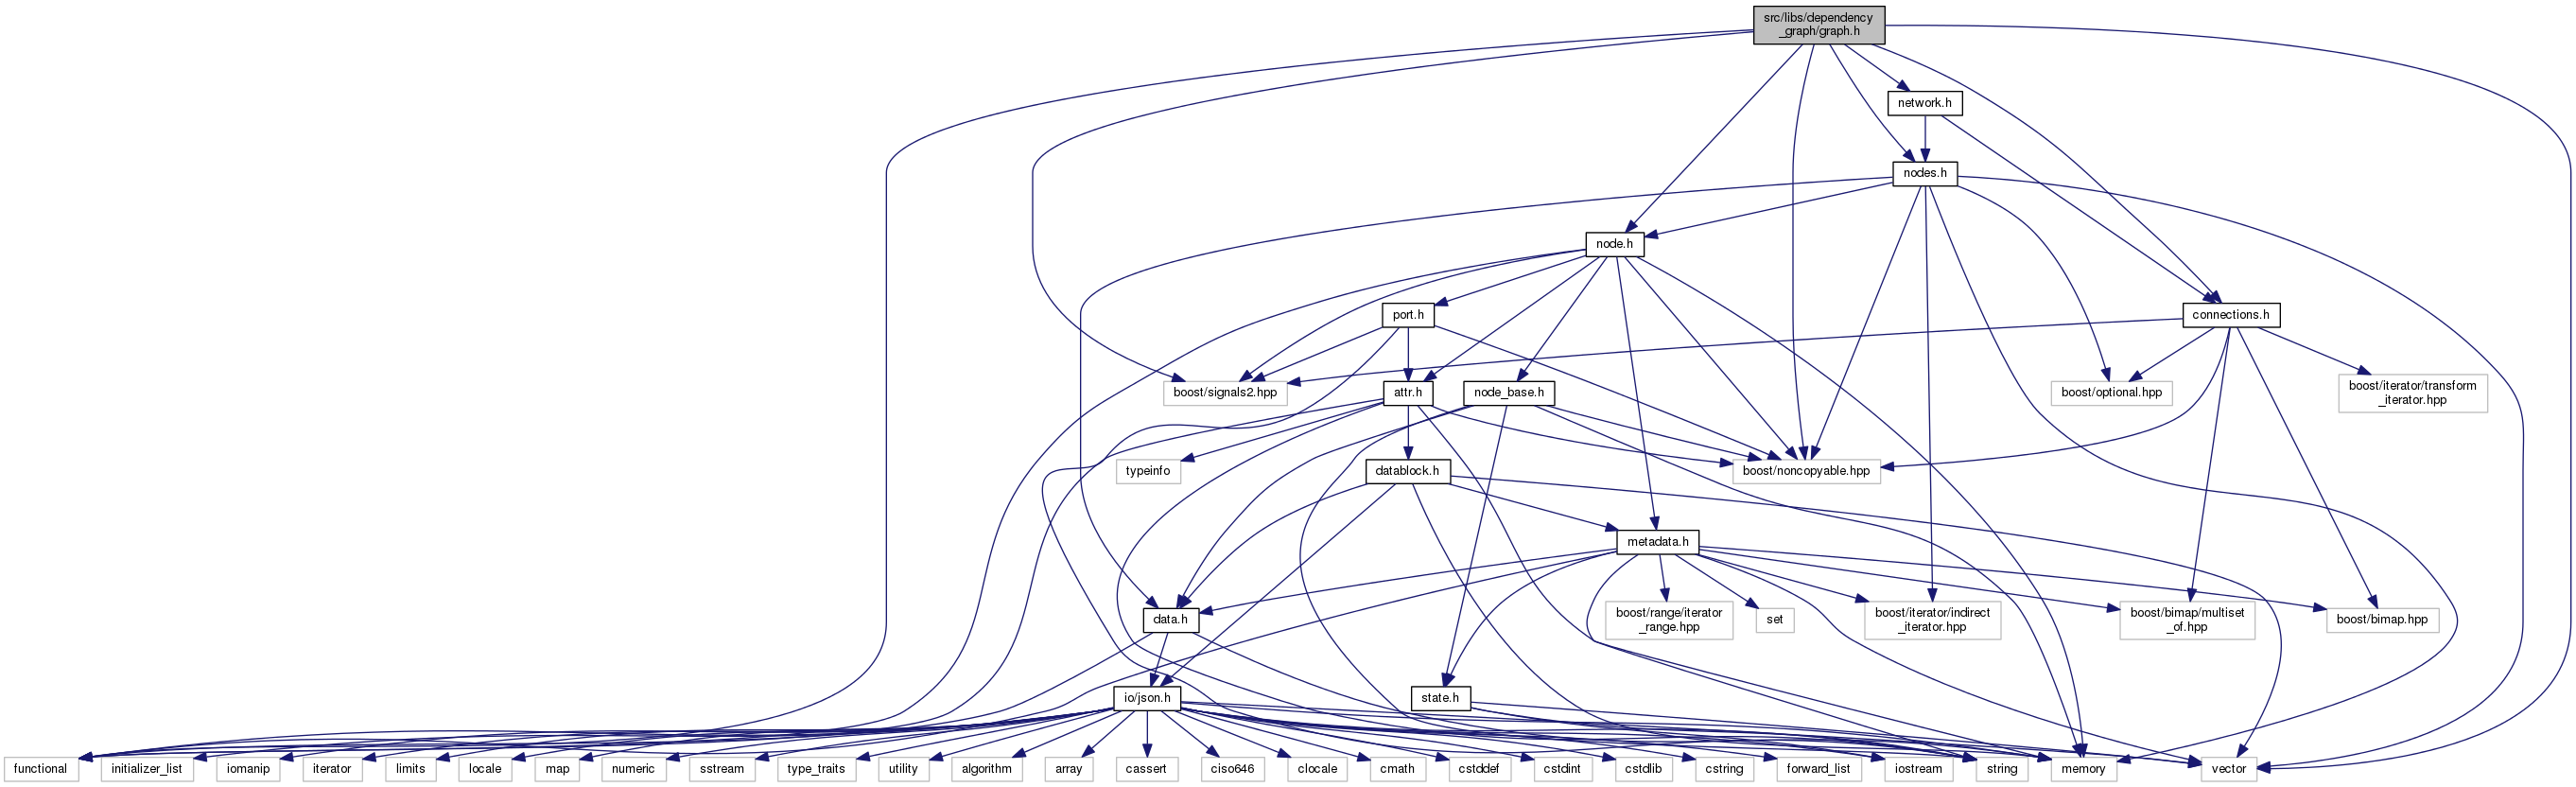 src/libs/dependency
_graph/graph.h
network.h
nodes.h
node.h
port.h
connections.h
boost/signals2.hpp
attr.h
node_base.h
boost/optional.hpp
boost/iterator/transform
_iterator.hpp
typeinfo
datablock.h
boost/noncopyable.hpp
metadata.h
data.h
boost/range/iterator
_range.hpp
set
boost/iterator/indirect
_iterator.hpp
boost/bimap/multiset
_of.hpp
boost/bimap.hpp
io/json.h
state.h
functional
initializer_list
iomanip
iterator
limits
locale
map
numeric
sstream
type_traits
utility
algorithm
array
cassert
ciso646
clocale
cmath
cstddef
cstdint
cstdlib
cstring
forward_list
iostream
string
memory
vector